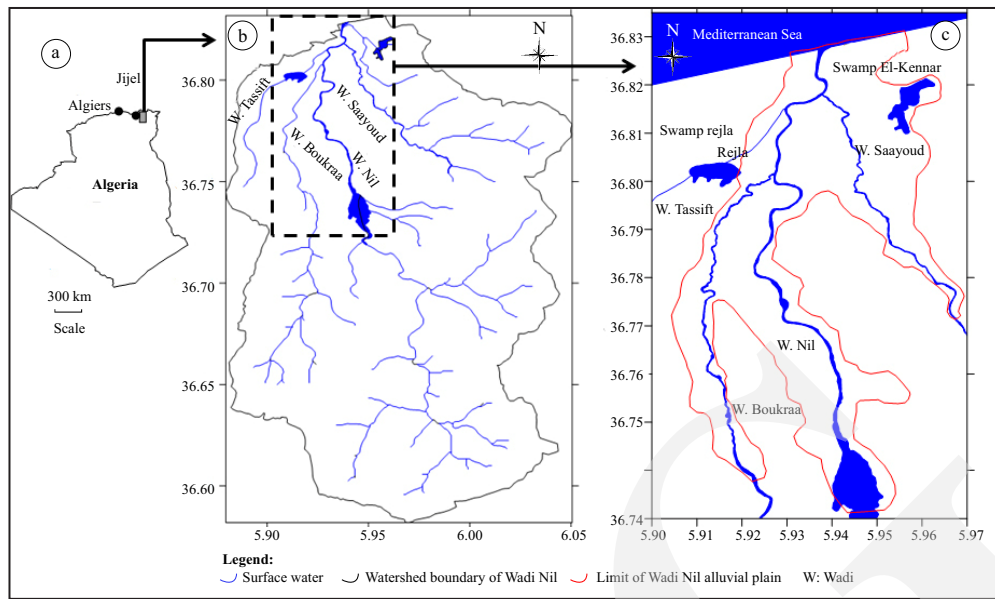 a
Jijel
Algiers
Algeria
300 km
Scale
b
N
W. Tassift
W. Saayoud
W. Boukraa
W. Nil
36.80
36.75
36.70
36.65
36.60
5.90
5.95
6.00
6.05
c
Mediterranean Sea
N
Swamp El-Kennar
Swamp rejla
Rejla
W. Saayoud
W. Tassift
W. Nil
W. Boukraa
36.83
36.82
36.81
36.80
36.79
36.78
36.77
36.76
36.75
36.74
5.90
5.91
5.92
5.93
5.94
5.95
5.96
5.97
Legend:
Surface water
Watershed boundary of Wadi Nil
Limit of Wadi Nil alluvial plain
W: Wadi